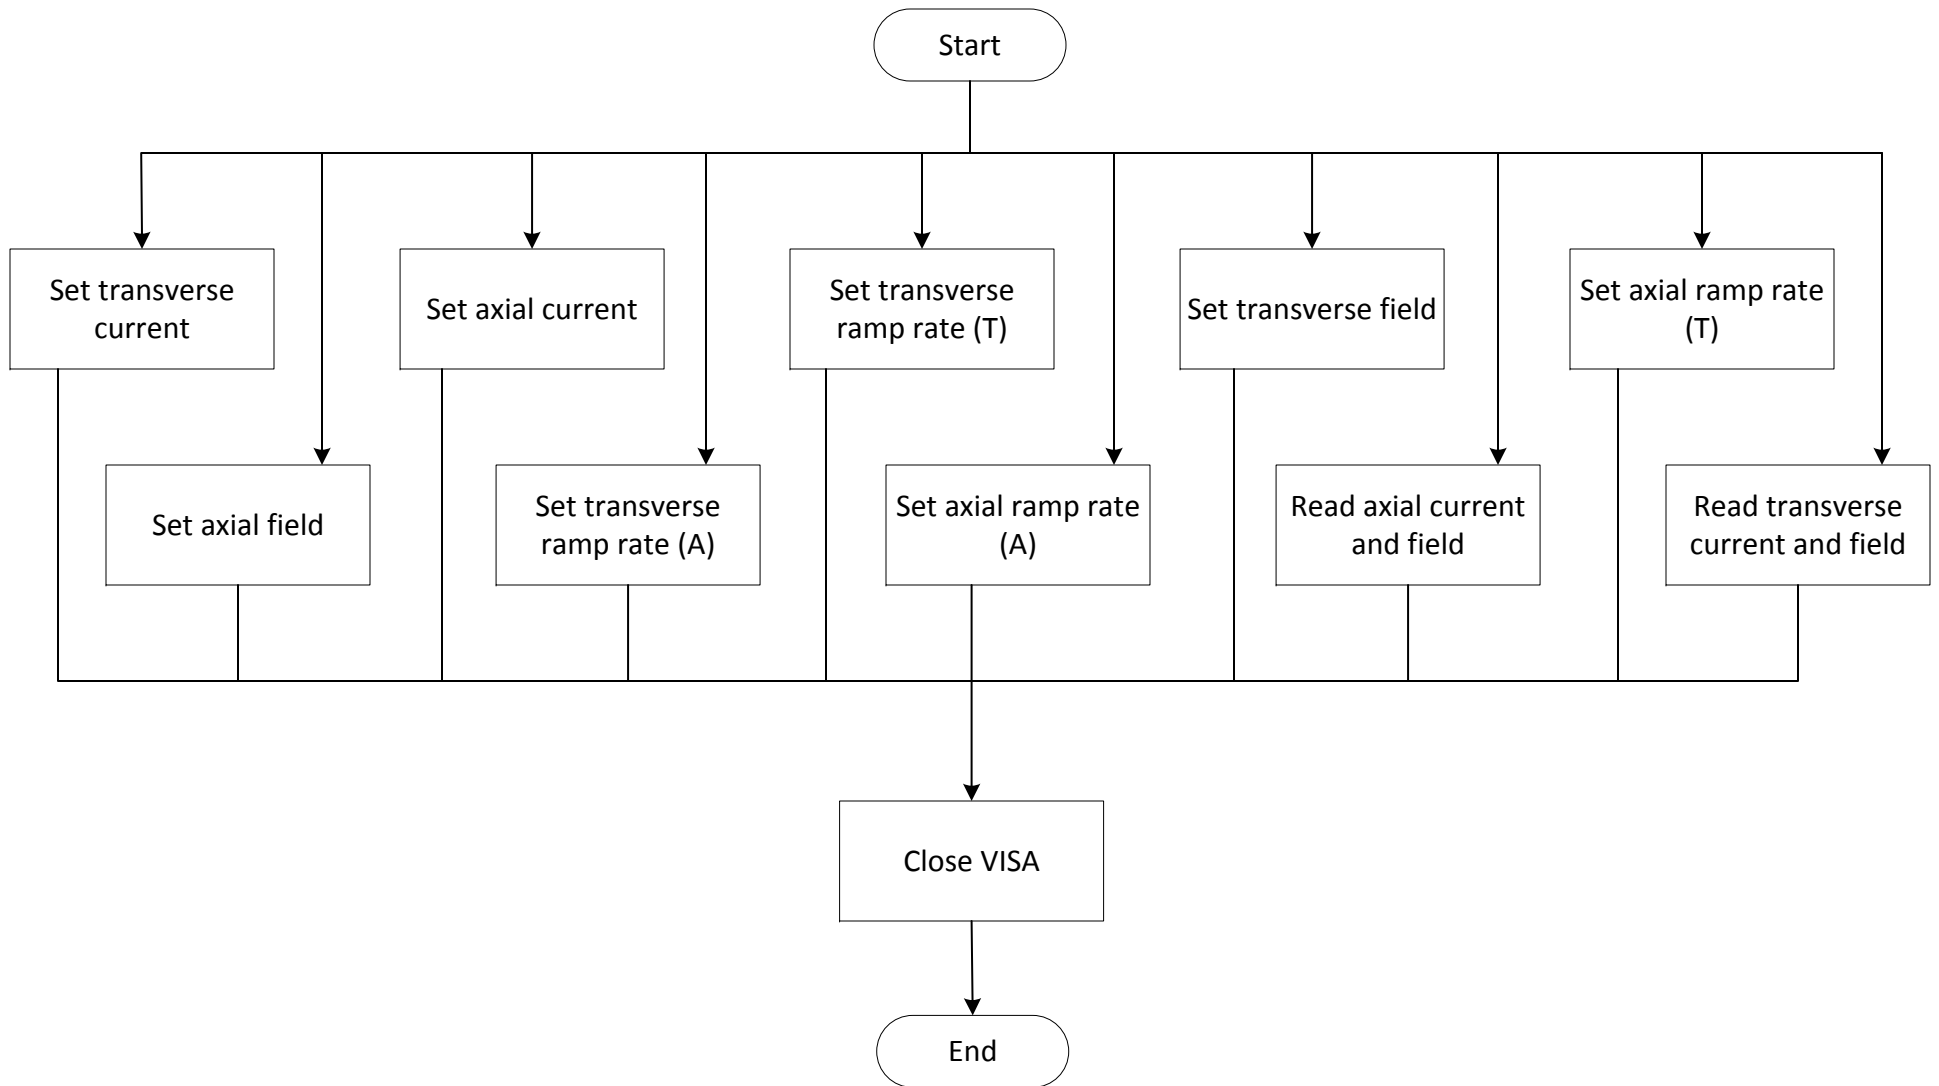 Start
Set transverse
current
Set axial current
Set transverse
ramp rate (T)
Set transverse field
Set axial ramp rate
(T)
Set axial field
Set transverse
ramp rate (A)
Set axial ramp rate
(A)
Read axial current
and field
Read transverse
current and field
Close VISA
End